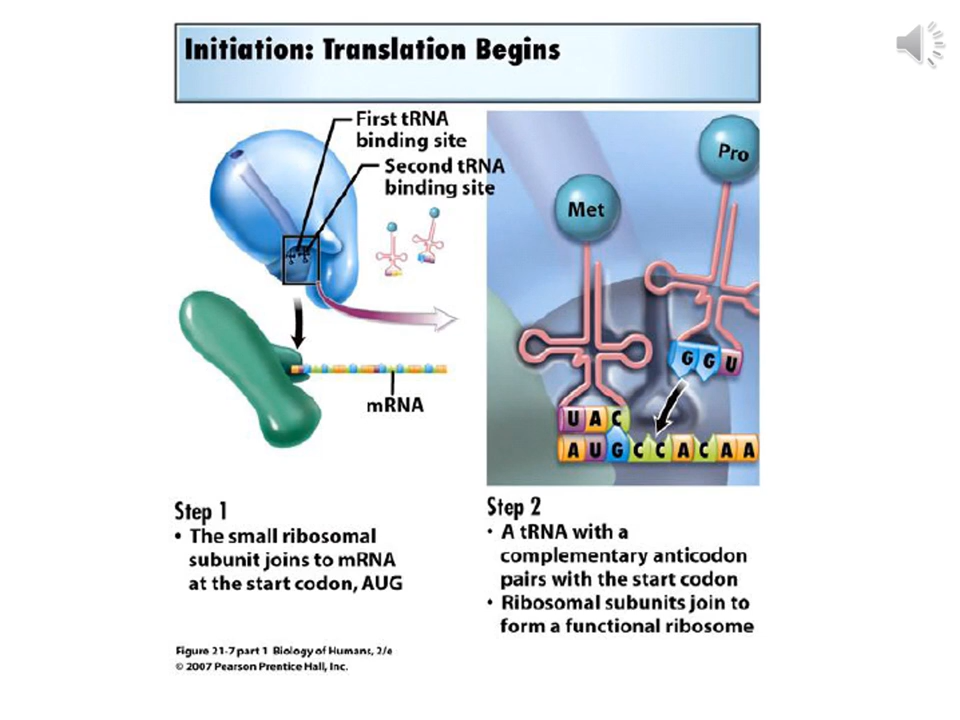 Initiation: Translation Begins
First tRNA
binding site
Second tRNA
binding site
mRNA
Met
Pro
G G U
U A C
A U G C C A C A A
Step 1
• The small ribosomal
subunit joins to mRNA
at the start codon, AUG
Step 2
• A tRNA with a
complementary anticodon
pairs with the start codon
• Ribosomal subunits join to
form a functional ribosome
Figure 21-7 part 1 Biology of Humans, 2/e
© 2007 Pearson Prentice Hall, Inc.